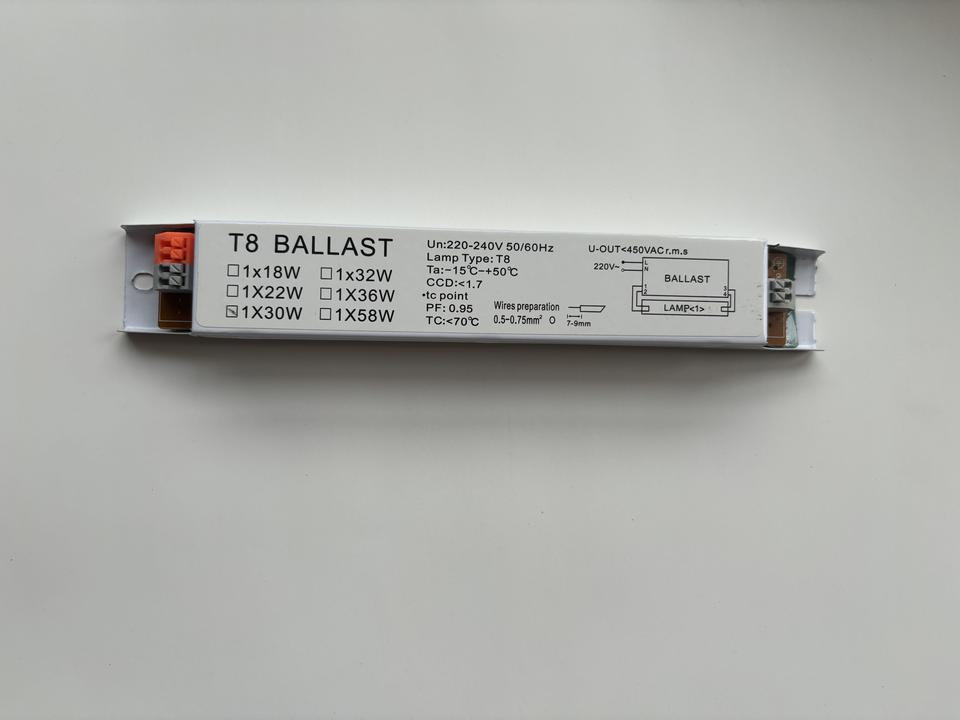 T8 BALLAST
☐1x18W ☐1x32W
☐1X22W ☐1X36W
☑1X30W ☐1X58W
Un:220-240V 50/60Hz
Lamp Type: T8
Ta:-15℃-+50℃
CCD:<1.7
•tc point
PF: 0.95
TC:<70℃
Wires preparation
0.5-0.75mm²
7-9mm
U-OUT<450VAC r.m.s
220V~
L
N
BALLAST
1
2
3
4
LAMP<1>